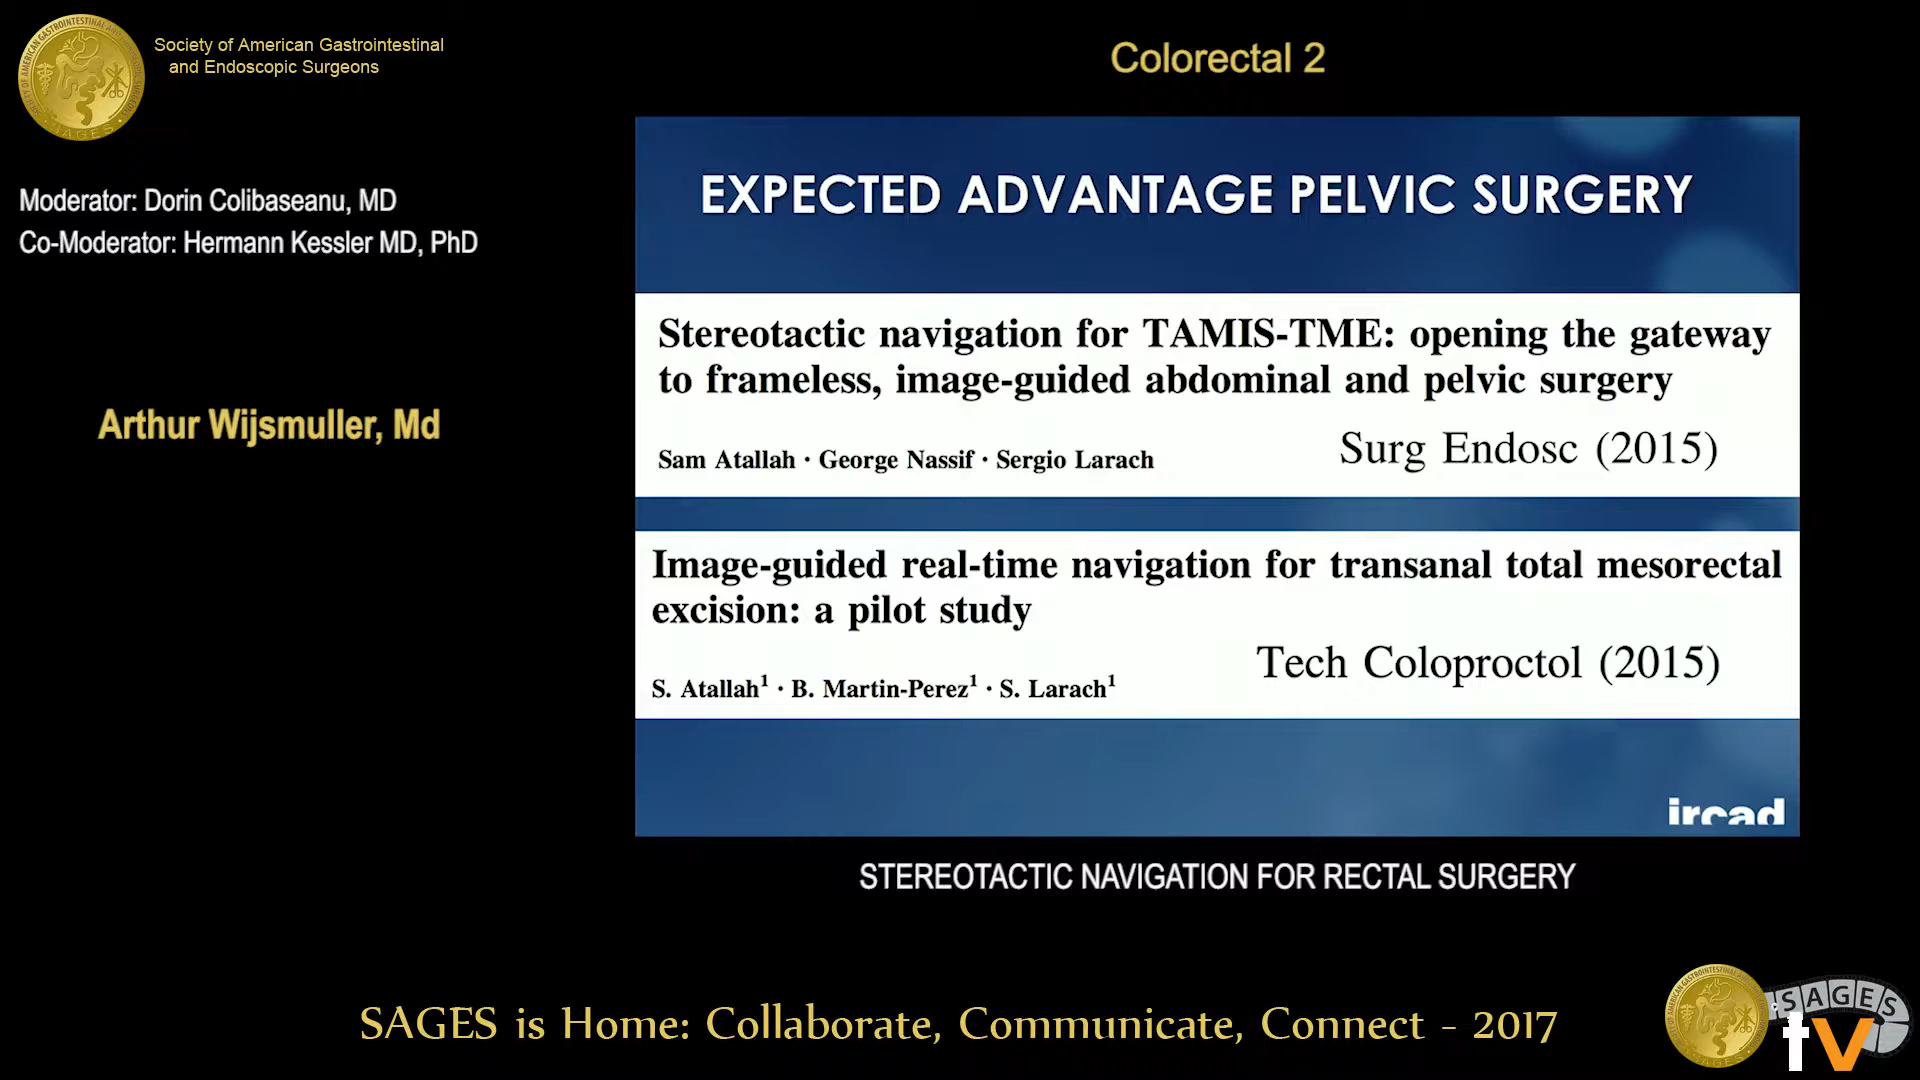 Society of American Gastrointestinal
and Endoscopic Surgeons
Colorectal 2
Moderator: Dorin Colibaseanu, MD
Co-Moderator: Hermann Kessler MD, PhD
Arthur Wijsmuller, Md
EXPECTED ADVANTAGE PELVIC SURGERY
Stereotactic navigation for TAMIS-TME: opening the gateway
to frameless, image-guided abdominal and pelvic surgery
Sam Atallah · George Nassif · Sergio Larach
Surg Endosc (2015)
Image-guided real-time navigation for transanal total mesorectal
excision: a pilot study
S. Atallah¹ · B. Martin-Perez¹ · S. Larach¹
Tech Coloproctol (2015)
ircad
STEREOTACTIC NAVIGATION FOR RECTAL SURGERY
SAGES is Home: Collaborate, Communicate, Connect - 2017
SAGES
tv